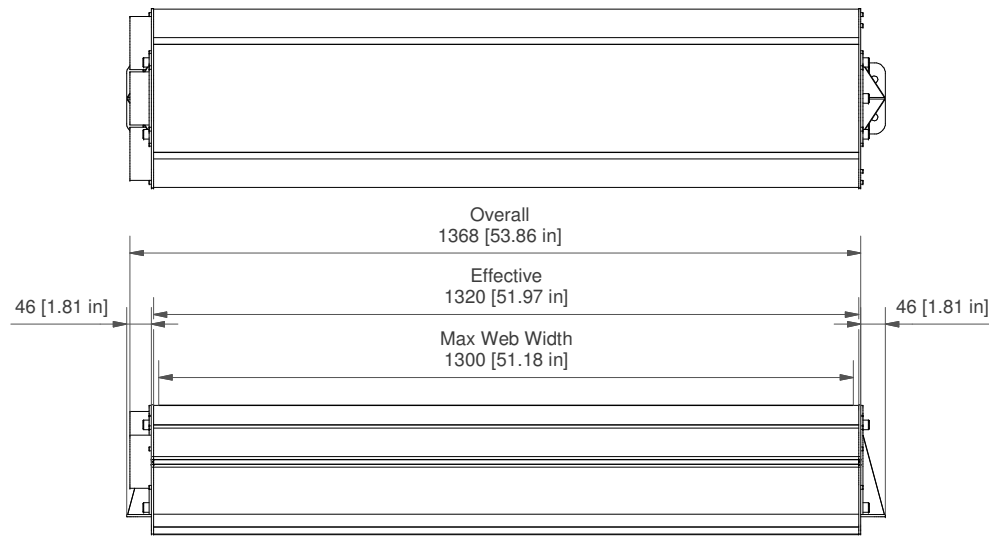 Overall
1368 [53.86 in]
Effective
1320 [51.97 in]
46 [1.81 in]
46 [1.81 in]
Max Web Width
1300 [51.18 in]